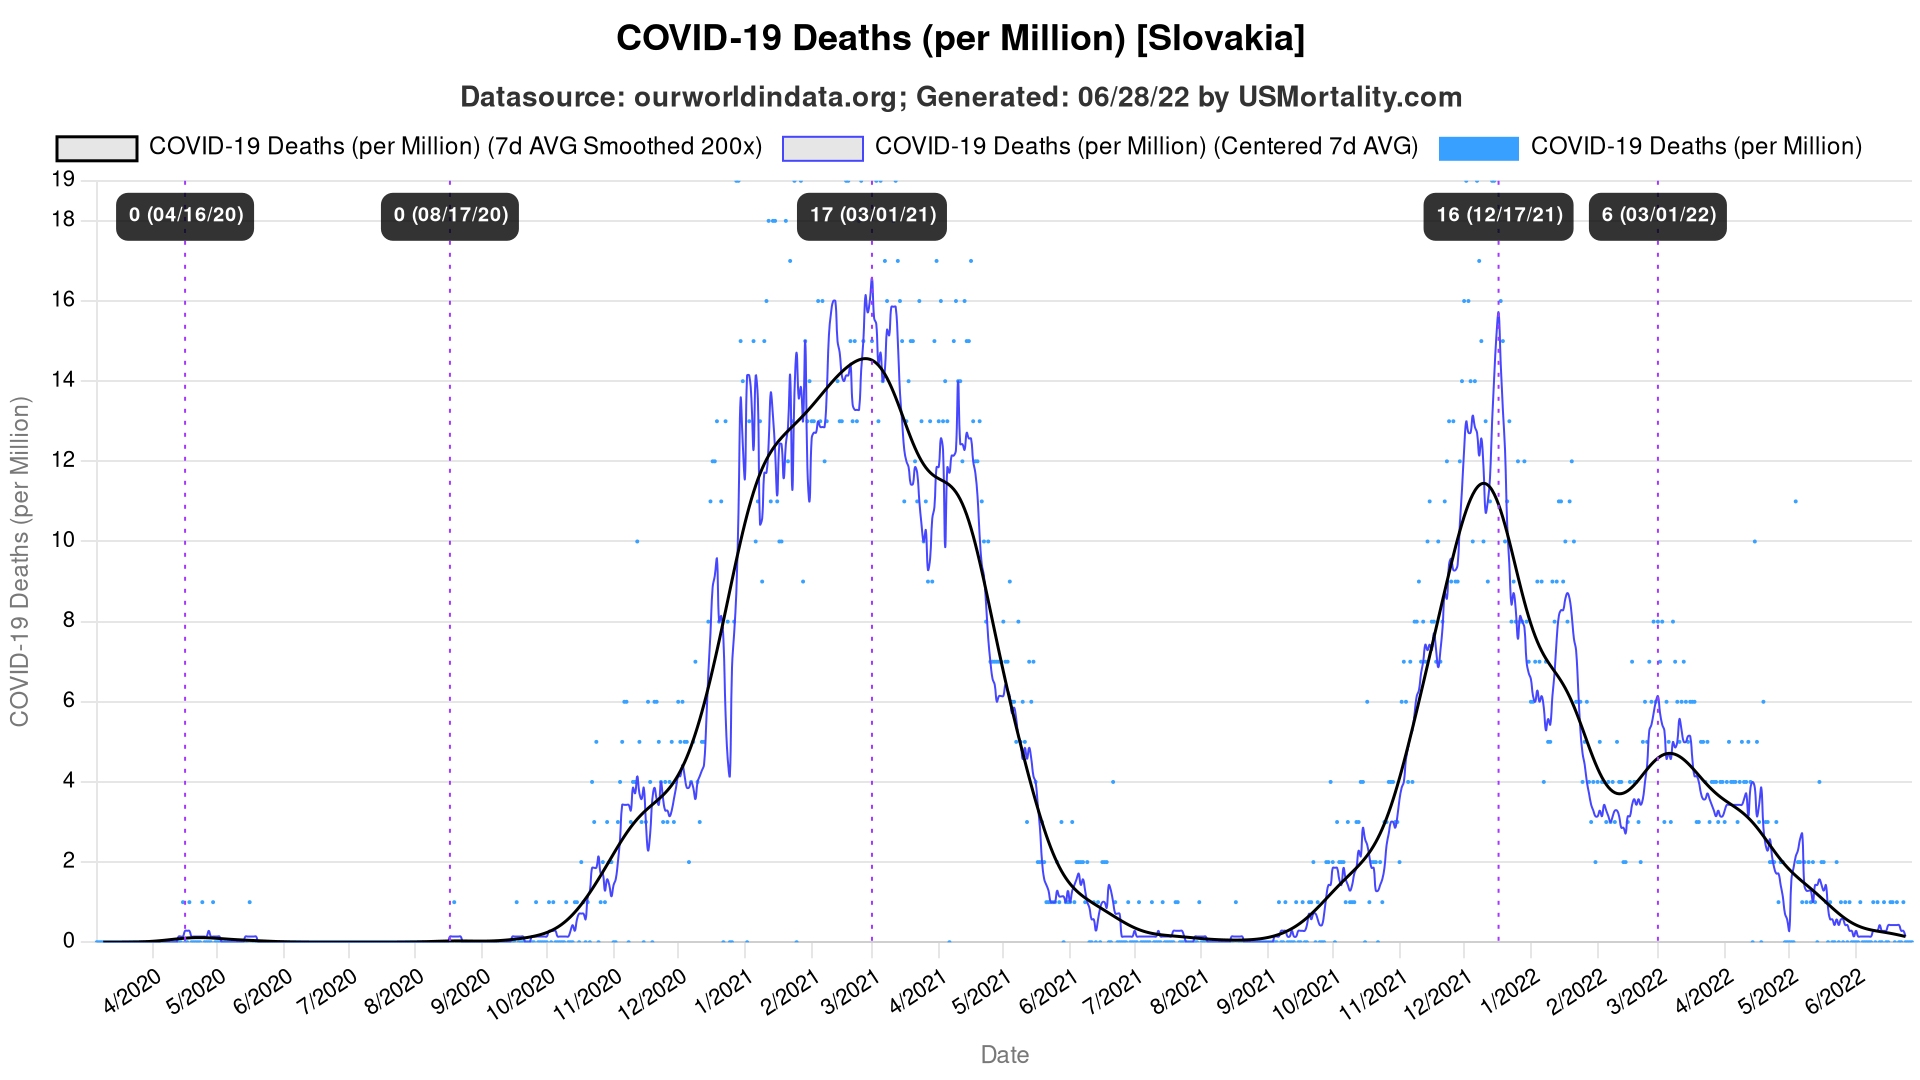 COVID-19 Deaths (per Million) [Slovakia]
Datasource: ourworldindata.org; Generated: 06/28/22 by USMortality.com
COVID-19 Deaths (per Million) (7d AVG Smoothed 200x) COVID-19 Deaths (per Million) (Centered 7d AVG) COVID-19 Deaths (per Million)
0 (04/16/20) 0 (08/17/20) 17 (03/01/21) 16 (12/17/21) 6 (03/01/22)
COVID-19 Deaths (per Million)
19
18
16
14
12
10
8
6
4
2
0
4/2020 5/2020 6/2020 7/2020 8/2020 9/2020 10/2020 11/2020 12/2020 1/2021 2/2021 3/2021 4/2021 5/2021 6/2021 7/2021 8/2021 9/2021 10/2021 11/2021 12/2021 1/2022 2/2022 3/2022 4/2022 5/2022 6/2022
Date